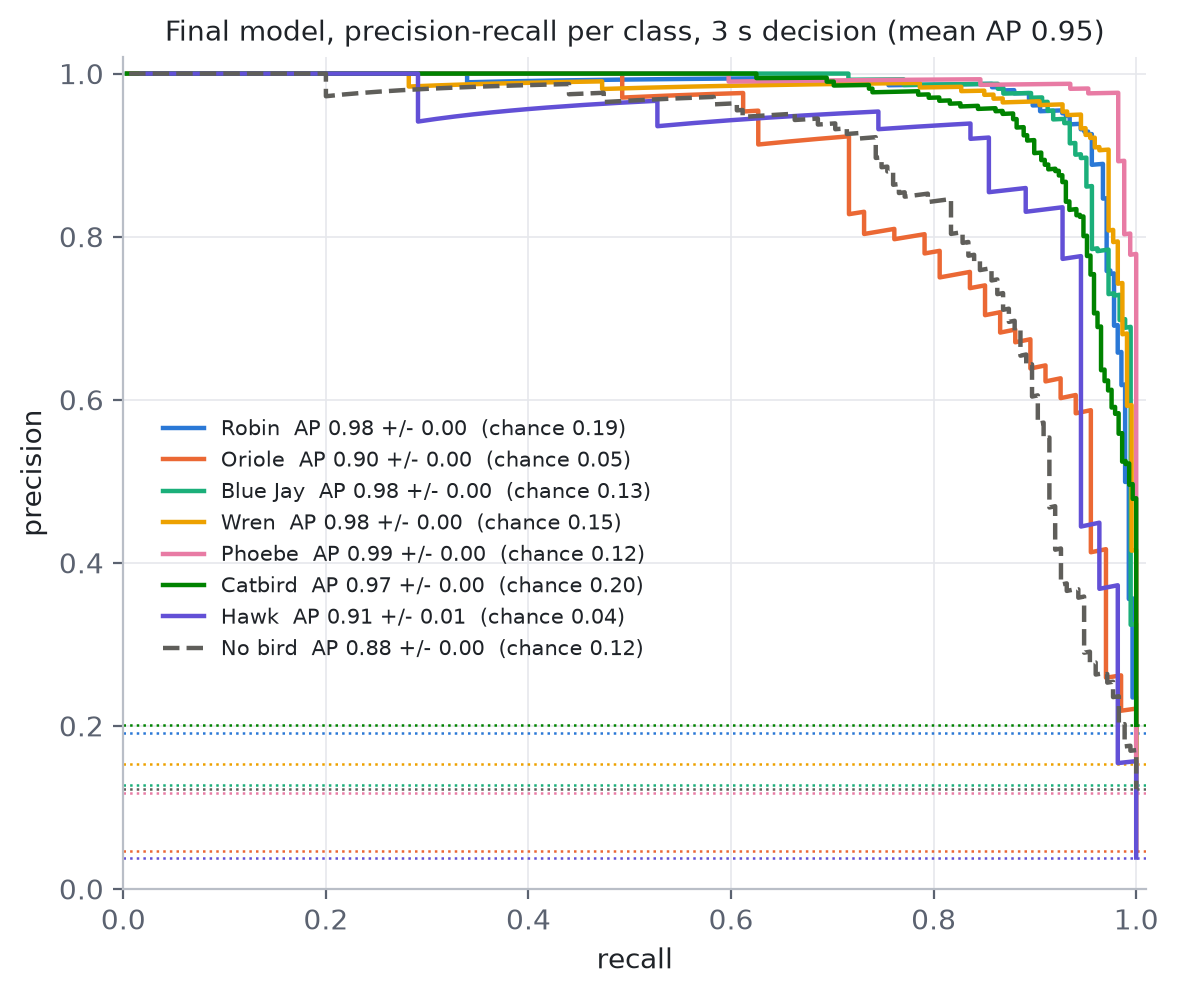 Final model, precision-recall per class, 3 s decision (mean AP 0.95)
1.0
0.8
0.6
0.4
0.2
0.0
precision
Robin AP 0.98 +/- 0.00 (chance 0.19)
Oriole AP 0.90 +/- 0.00 (chance 0.05)
Blue Jay AP 0.98 +/- 0.00 (chance 0.13)
Wren AP 0.98 +/- 0.00 (chance 0.15)
Phoebe AP 0.99 +/- 0.00 (chance 0.12)
Catbird AP 0.97 +/- 0.00 (chance 0.20)
Hawk AP 0.91 +/- 0.01 (chance 0.04)
No bird AP 0.88 +/- 0.00 (chance 0.12)
0.0 0.2 0.4 0.6 0.8 1.0
recall